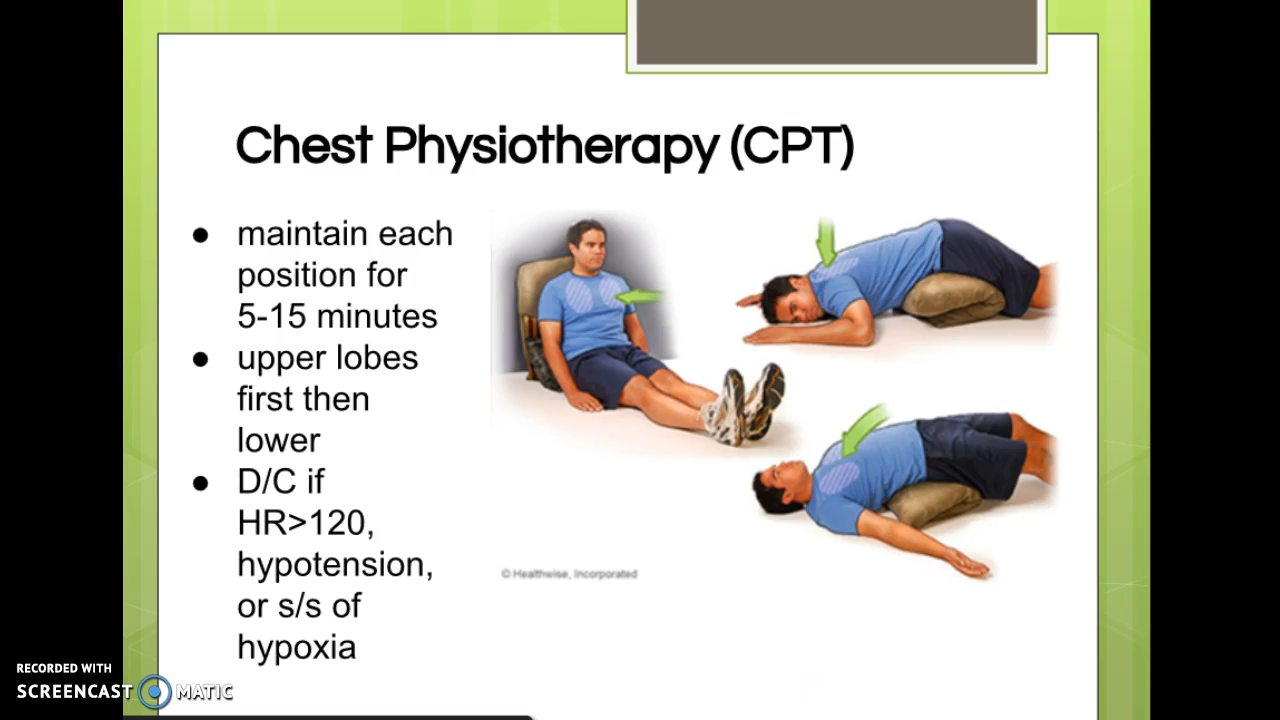 Chest Physiotherapy (CPT)
● maintain each
position for
5-15 minutes
● upper lobes
first then
lower
● D/C if
HR>120,
hypotension,
or s/s of
hypoxia
© Healthwise, Incorporated
RECORDED WITH
SCREENCAST MATIC